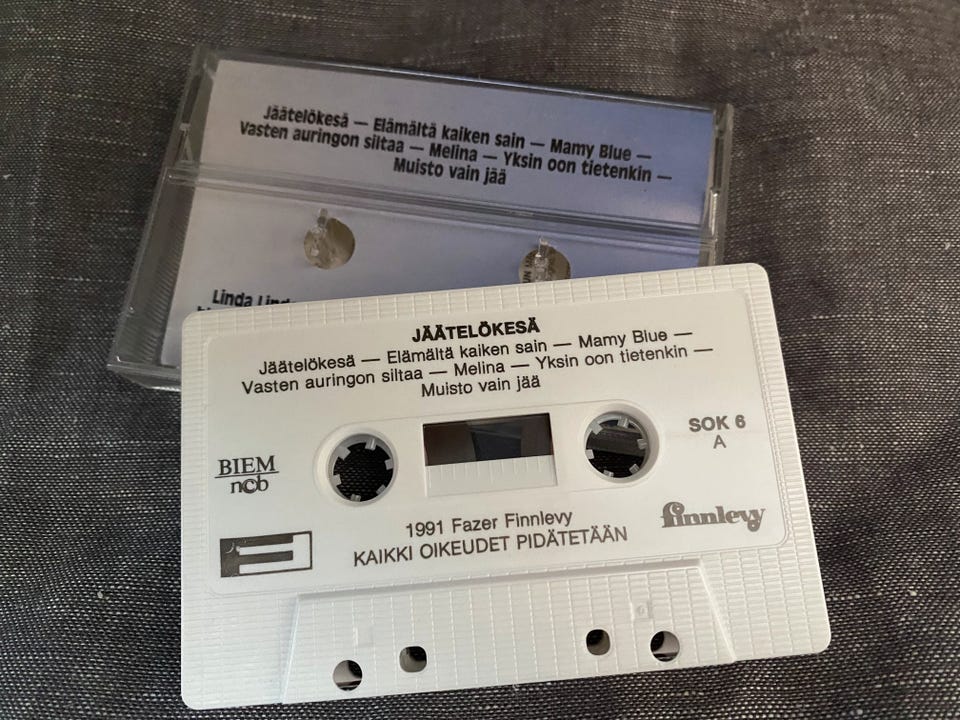 Jäätelökesä — Elämältä kaiken sain — Mamy Blue —
Vasten auringon siltaa — Melina — Yksin oon tietenkin —
Muisto vain jää
Linda
JÄÄTELÖKESÄ
Jäätelökesä — Elämältä kaiken sain — Mamy Blue —
Vasten auringon siltaa — Melina — Yksin oon tietenkin —
Muisto vain jää
SOK 6
A
BIEM
ncb
1991 Fazer Finnlevy
KAIKKI OIKEUDET PIDÄTETÄÄN
finnlevy